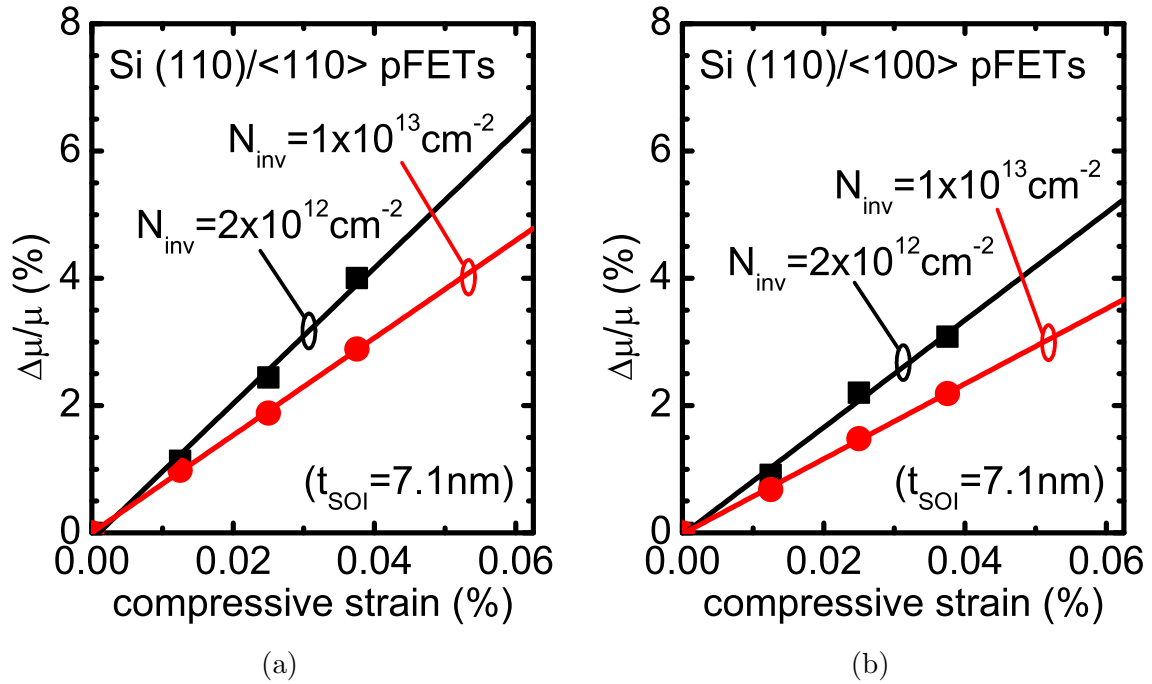 8
6
4
2
0
Δμ/μ (%)
Si (110)/<110> pFETs
N_inv=1x10^13cm^-2
N_inv=2x10^12cm^-2
(t_SOI=7.1nm)
0.00 0.02 0.04 0.06
compressive strain (%)
(a)
8
6
4
2
0
Δμ/μ (%)
Si (110)/<100> pFETs
N_inv=1x10^13cm^-2
N_inv=2x10^12cm^-2
(t_SOI=7.1nm)
0.00 0.02 0.04 0.06
compressive strain (%)
(b)